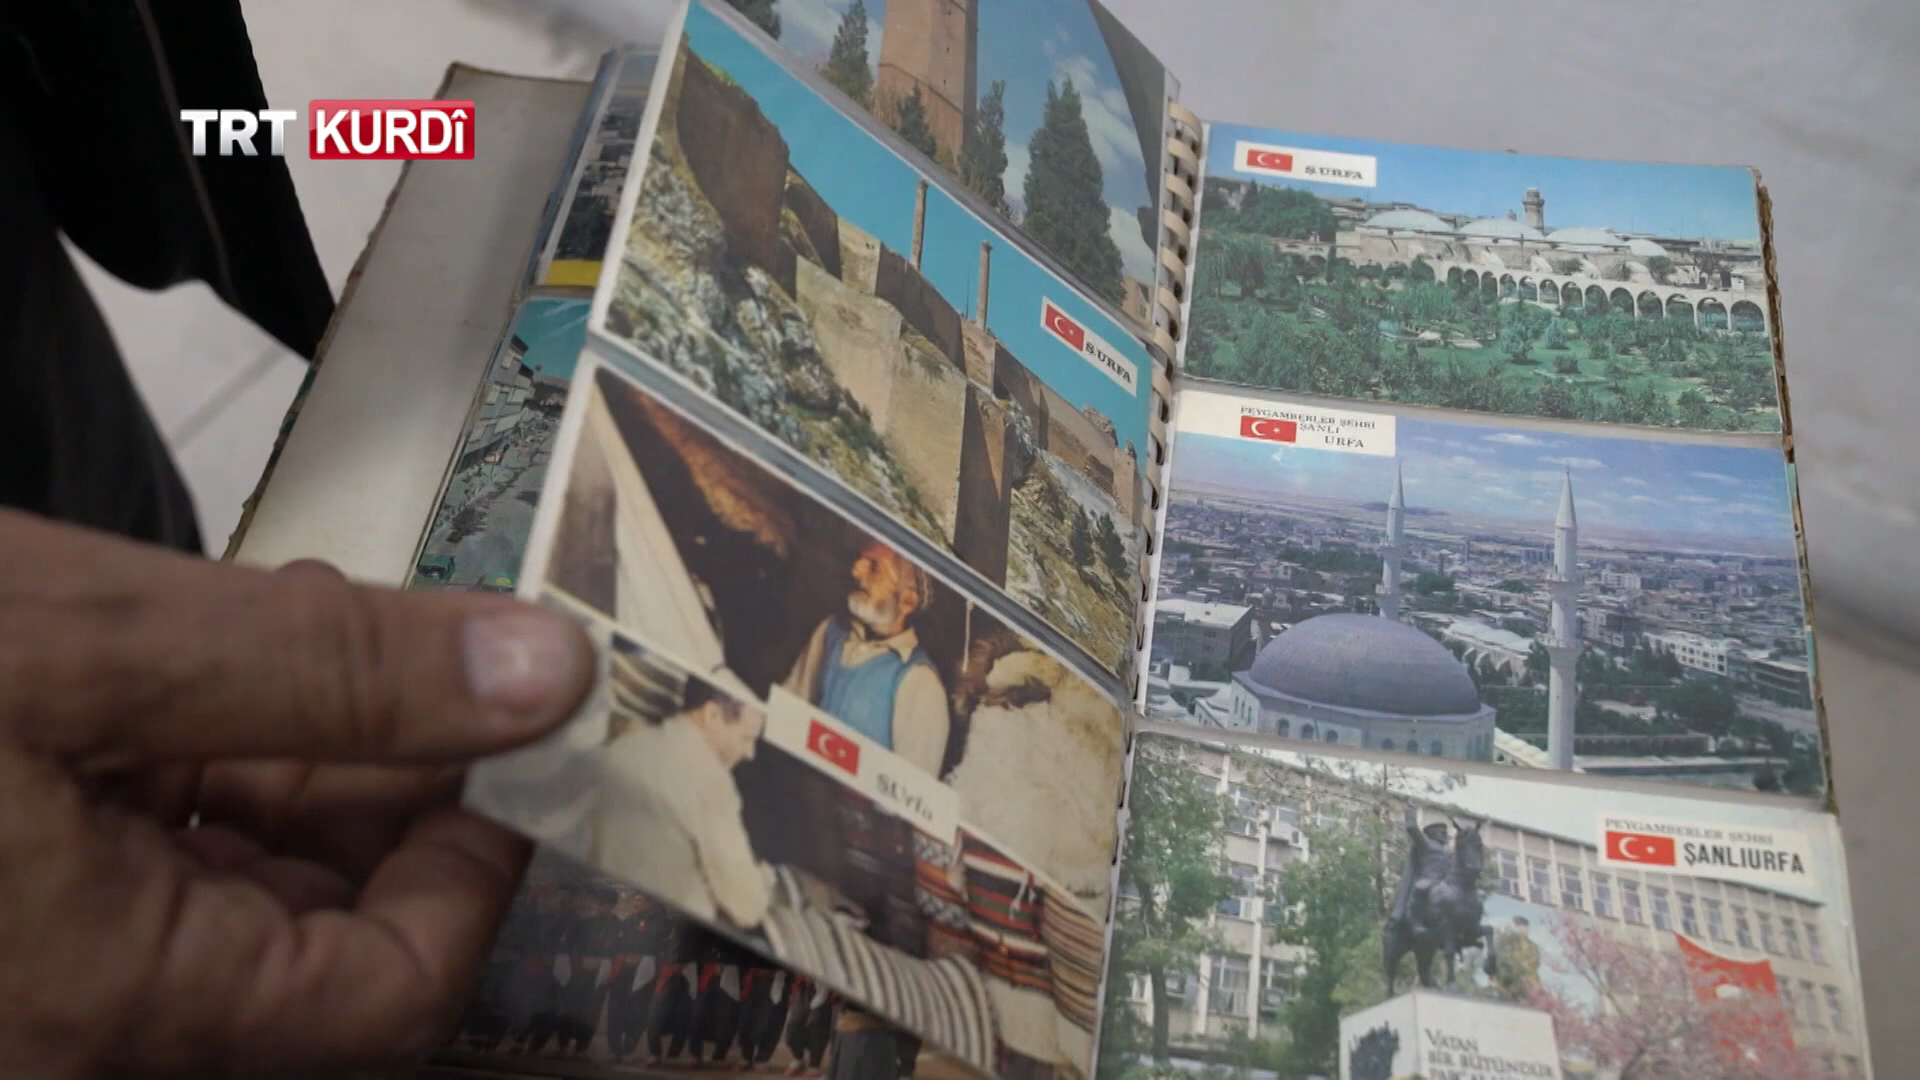 TRT KURDî
Ş.URFA
Ş.URFA
PEYGAMBERLER ŞEHRİ
ŞANLI
URFA
Ş.Urfa
PEYGAMBERLER ŞEHRİ
ŞANLIURFA
VATAN
BİR BÜTÜNDÜR